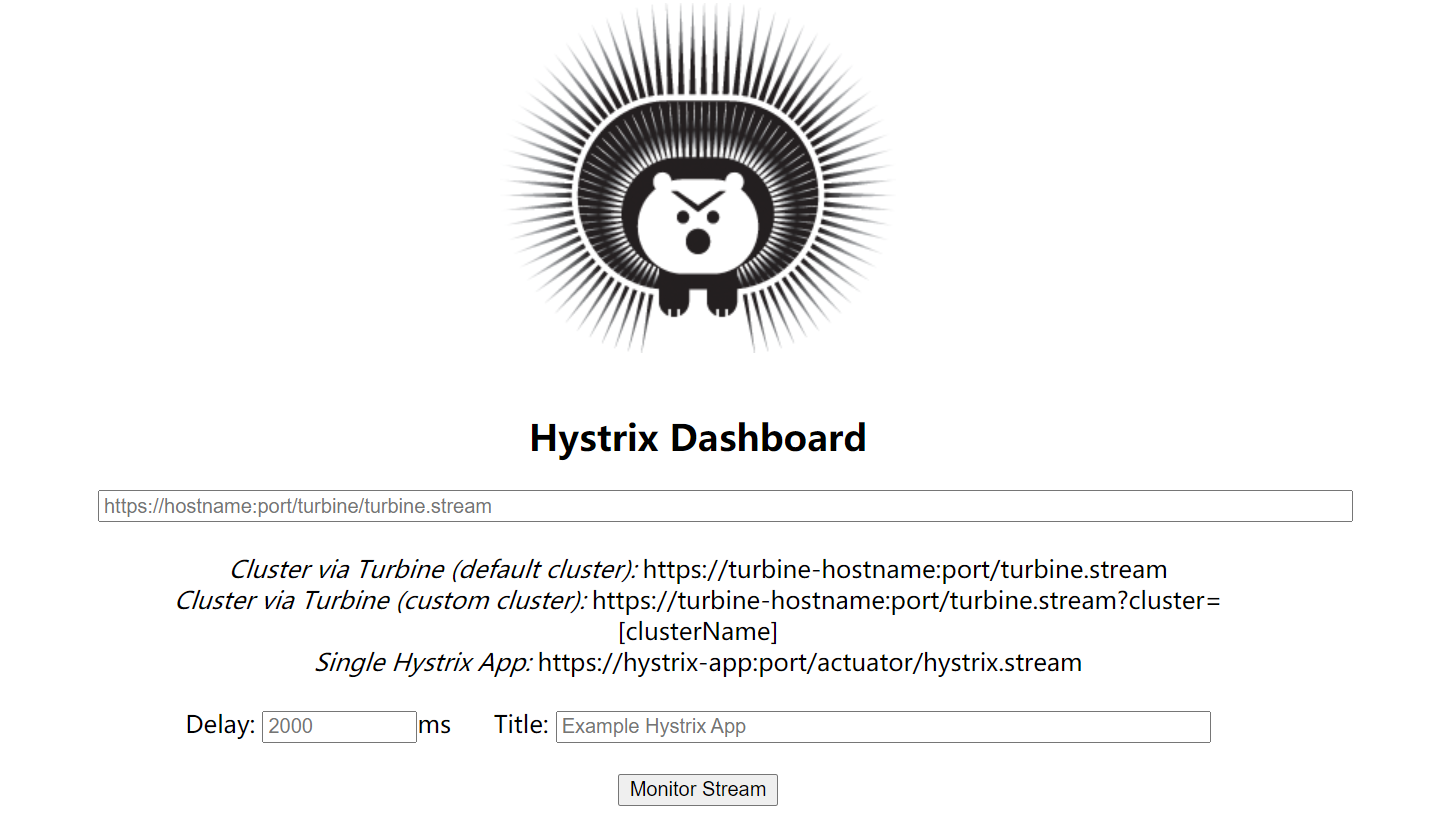 Hystrix Dashboard
https://hostname:port/turbine/turbine.stream
Cluster via Turbine (default cluster): https://turbine-hostname:port/turbine.stream
Cluster via Turbine (custom cluster): https://turbine-hostname:port/turbine.stream?cluster=
[clusterName]
Single Hystrix App: https://hystrix-app:port/actuator/hystrix.stream
Delay: 2000 ms Title: Example Hystrix App
Monitor Stream